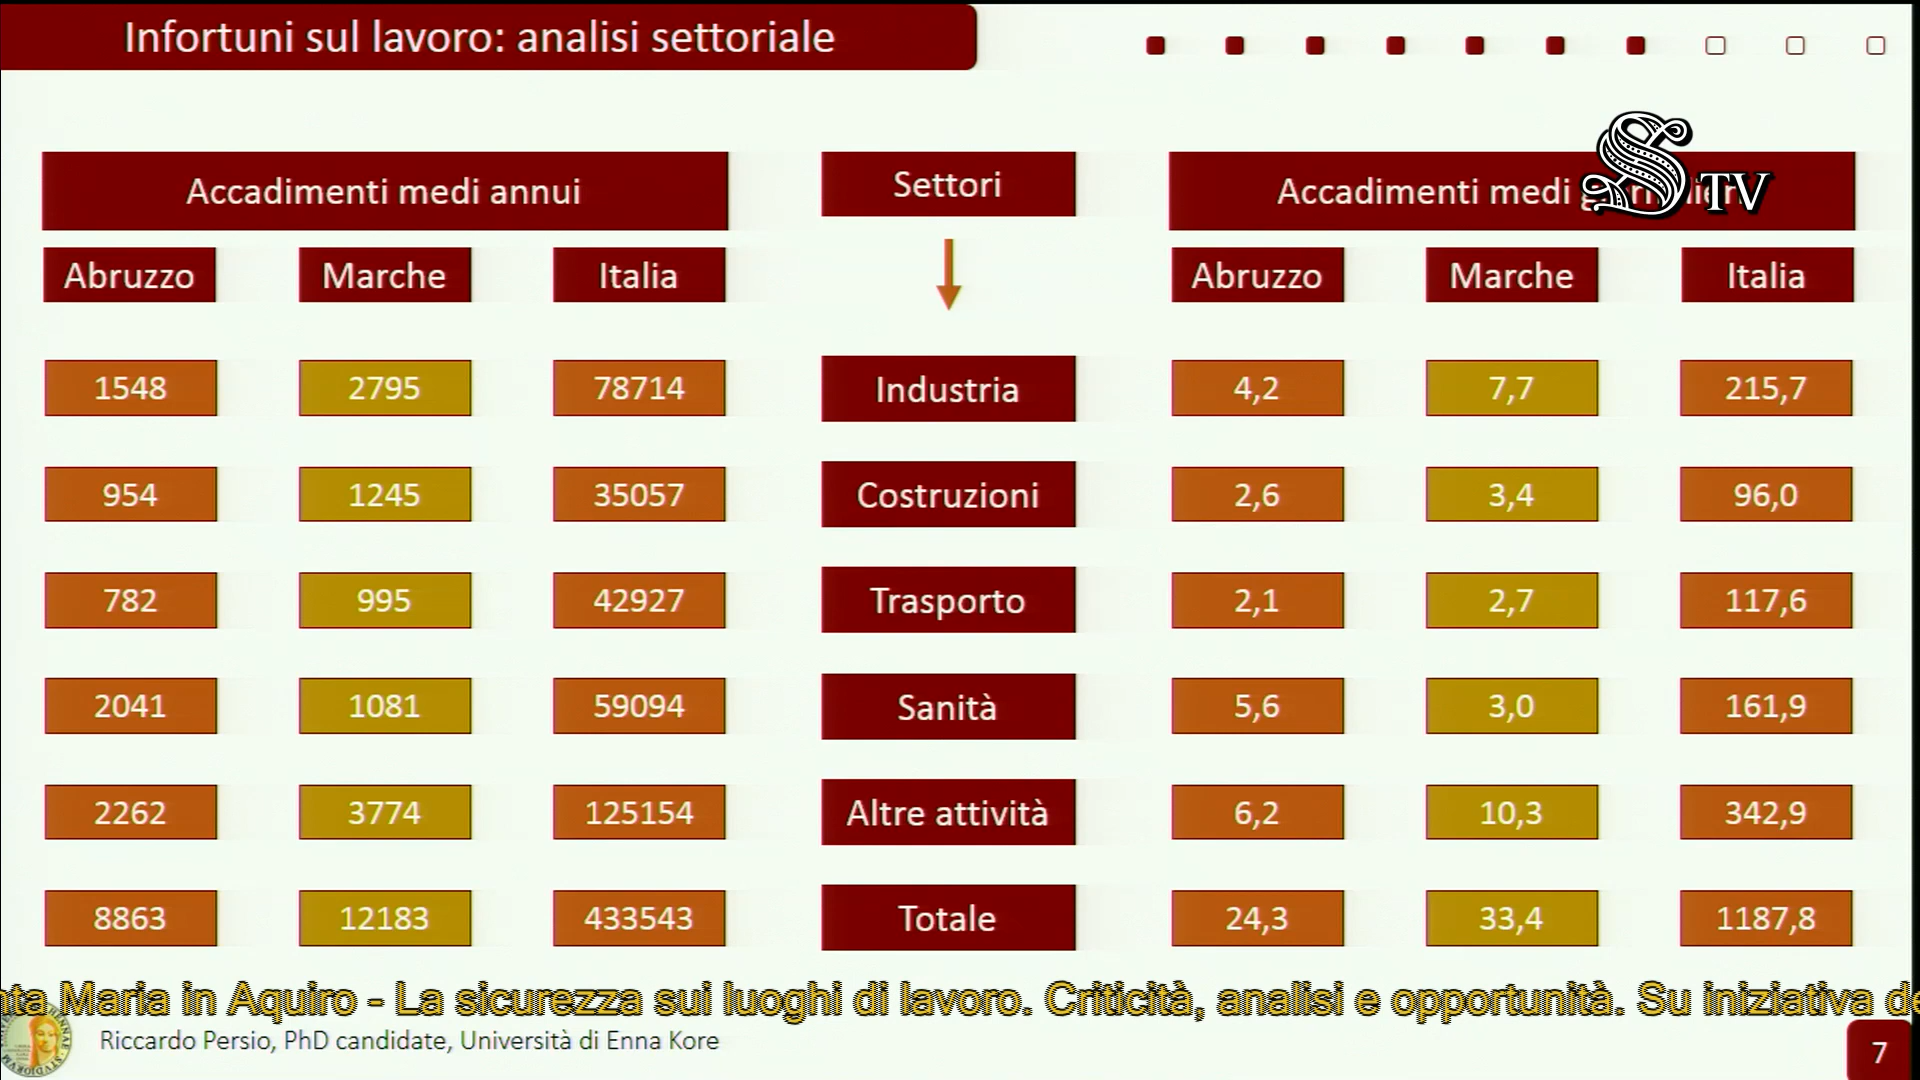 Infortuni sul lavoro: analisi settoriale
Accadimenti medi annui
Settori
Accadimenti medi
TV
Abruzzo Marche Italia
Abruzzo Marche Italia
1548 2795 78714 Industria 4,2 7,7 215,7
954 1245 35057 Costruzioni 2,6 3,4 96,0
782 995 42927 Trasporto 2,1 2,7 117,6
2041 1081 59094 Sanità 5,6 3,0 161,9
2262 3774 125154 Altre attività 6,2 10,3 342,9
8863 12183 433543 Totale 24,3 33,4 1187,8
nta Maria in Aquiro - La sicurezza sui luoghi di lavoro. Criticità, analisi e opportunità. Su iniziativa de
Riccardo Persio, PhD candidate, Università di Enna Kore
7